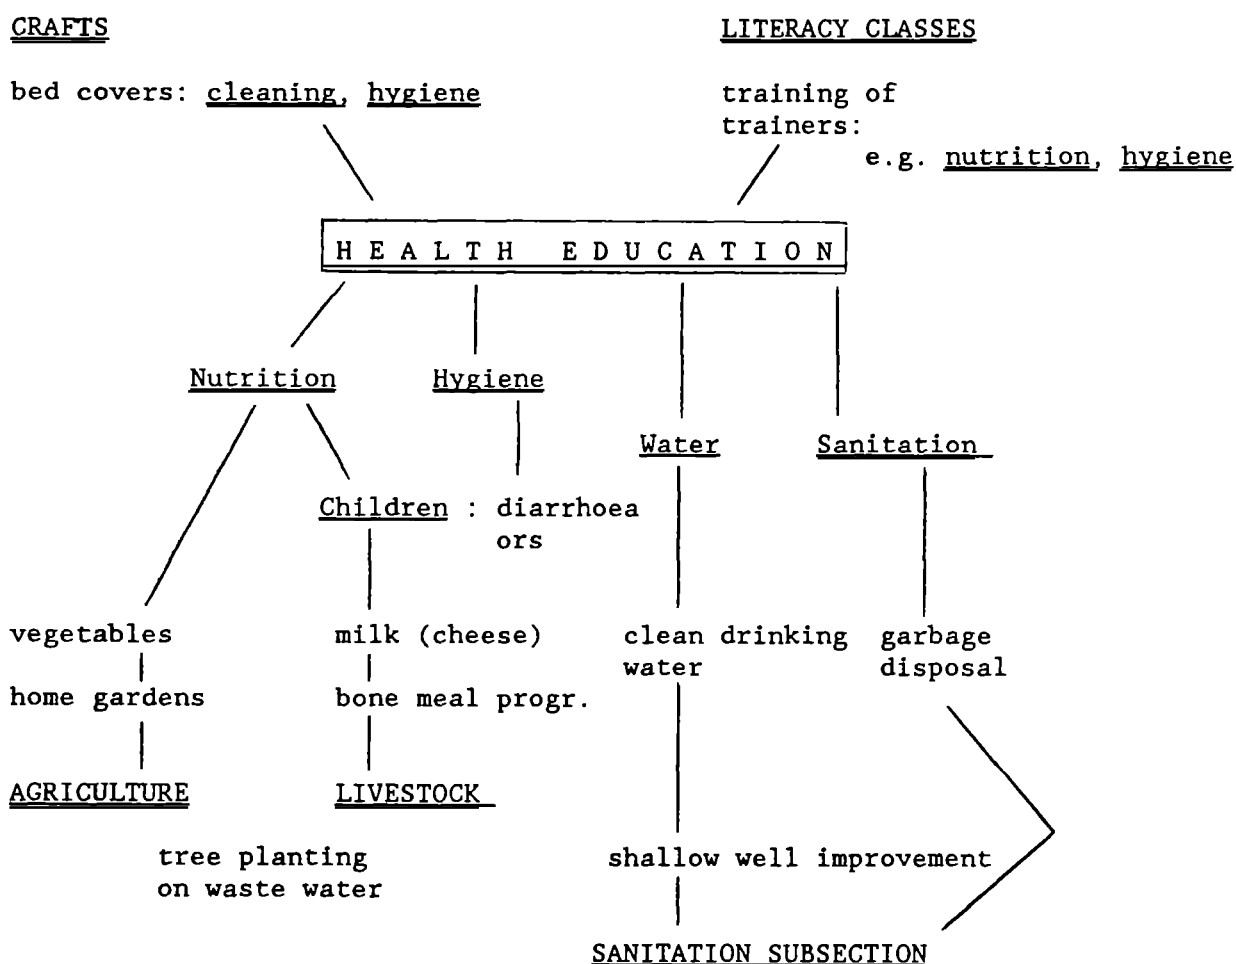 CRAFTS
LITERACY CLASSES
bed covers: cleaning, hygiene
training of
trainers:
e.g. nutrition, hygiene
HEALTH EDUCATION
Nutrition
Hygiene
Water
Sanitation
Children : diarrhoea
ors
vegetables
milk (cheese)
clean drinking
water
garbage
disposal
home gardens
bone meal progr.
AGRICULTURE
LIVESTOCK
tree planting
on waste water
shallow well improvement
SANITATION SUBSECTION